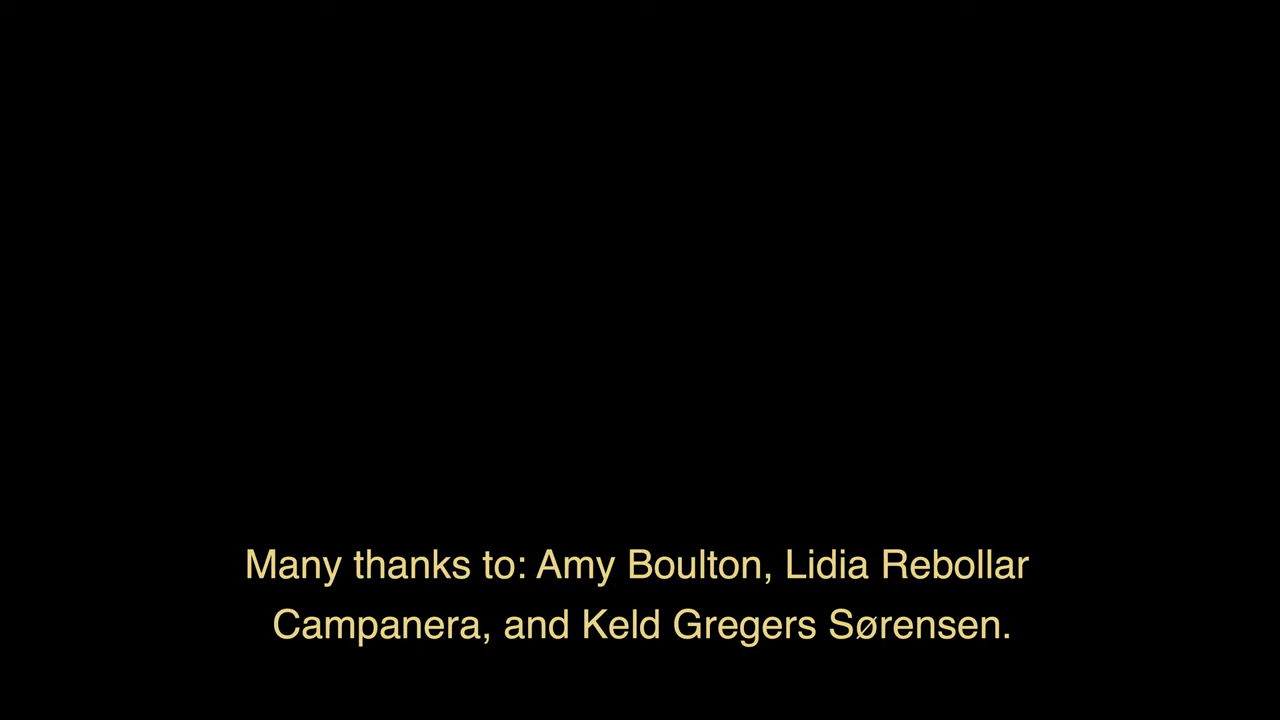 Many thanks to: Amy Boulton, Lidia Rebollar
Campanera, and Keld Gregers Sørensen.